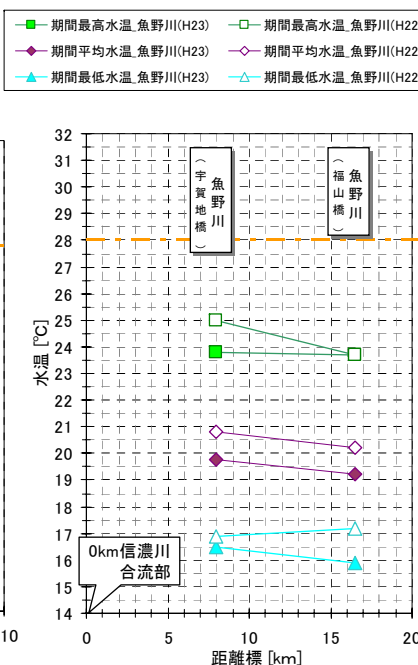 期間最高水温_魚野川(H23)
期間最高水温_魚野川(H22
期間平均水温_魚野川(H23)
期間平均水温_魚野川(H22
期間最低水温_魚野川(H23)
期間最低水温_魚野川(H22
水温 [℃]
32
31
30
29
28
27
26
25
24
23
22
21
20
19
18
17
16
15
14
魚野川
(宇賀地橋)
魚野川
(福山橋)
0km信濃川
合流部
10
0
5
10
15
20
距離標 [km]